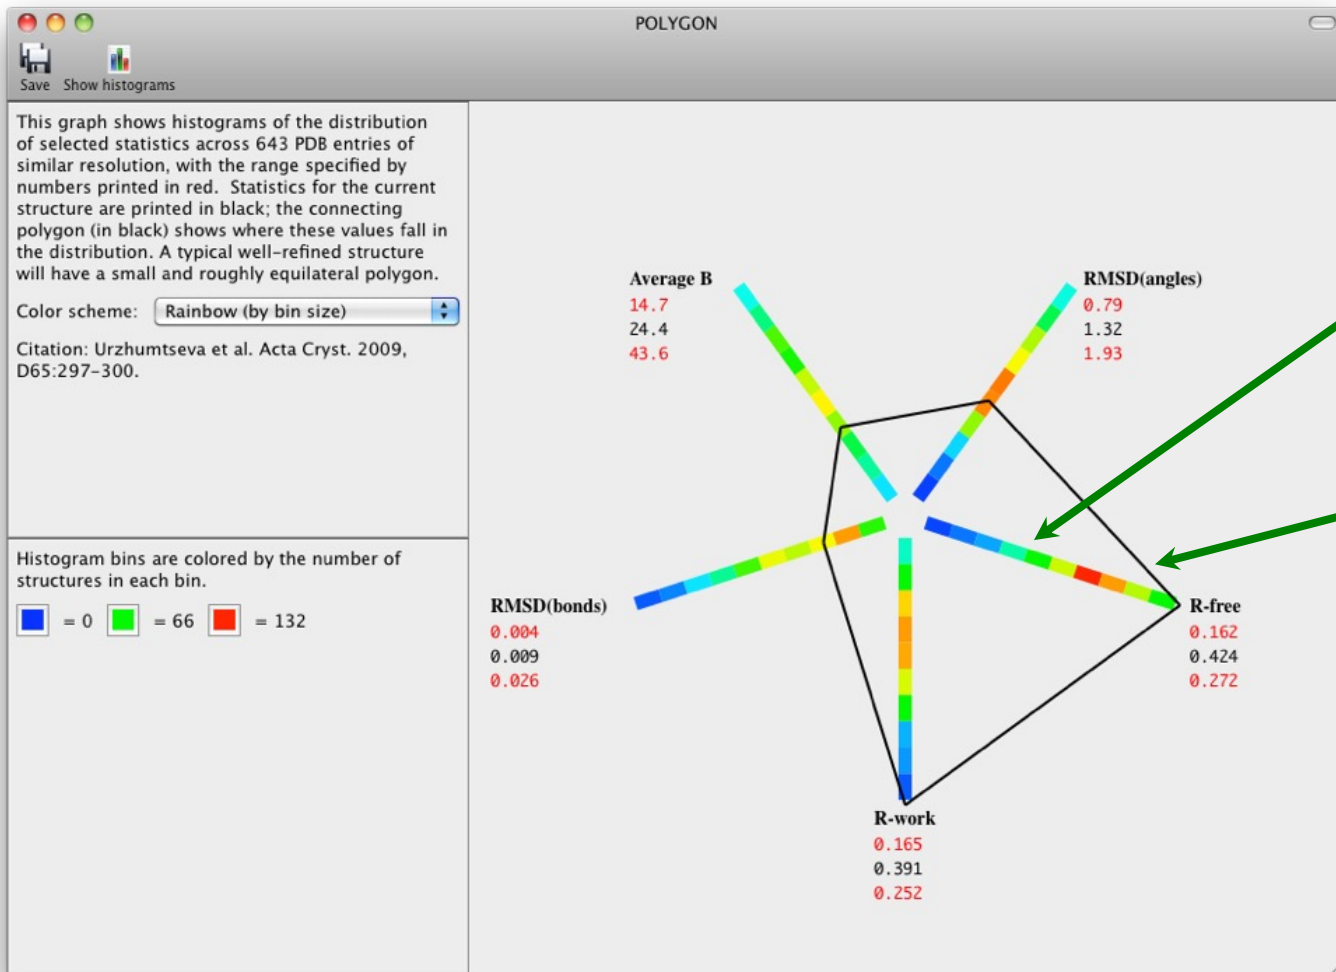 POLYGON
Save Show histograms
This graph shows histograms of the distribution
of selected statistics across 643 PDB entries of
similar resolution, with the range specified by
numbers printed in red.  Statistics for the current
structure are printed in black; the connecting
polygon (in black) shows where these values fall in
the distribution. A typical well-refined structure
will have a small and roughly equilateral polygon.
Color scheme: Rainbow (by bin size)
Citation: Urzhumtseva et al. Acta Cryst. 2009,
D65:297-300.
Histogram bins are colored by the number of
structures in each bin.
= 0 = 66 = 132
Average B
14.7
24.4
43.6
RMSD(angles)
0.79
1.32
1.93
RMSD(bonds)
0.004
0.009
0.026
R-free
0.162
0.424
0.272
R-work
0.165
0.391
0.252